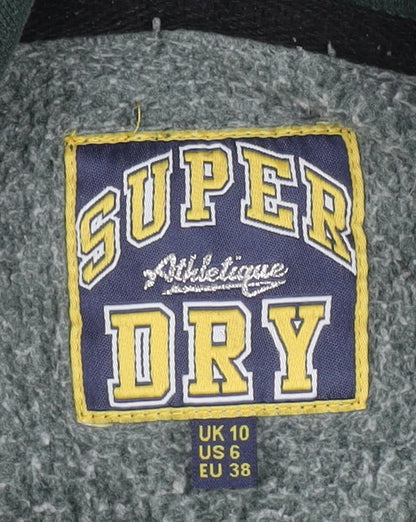 SUPER
Athletique
DRY
UK 10
US 6
EU 38